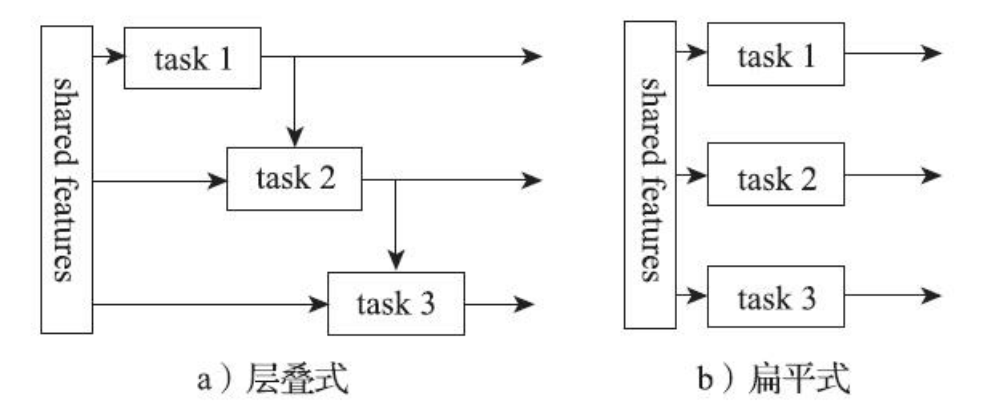 shared features
task 1
task 2
task 3
a）层叠式
shared features
task 1
task 2
task 3
b）扁平式